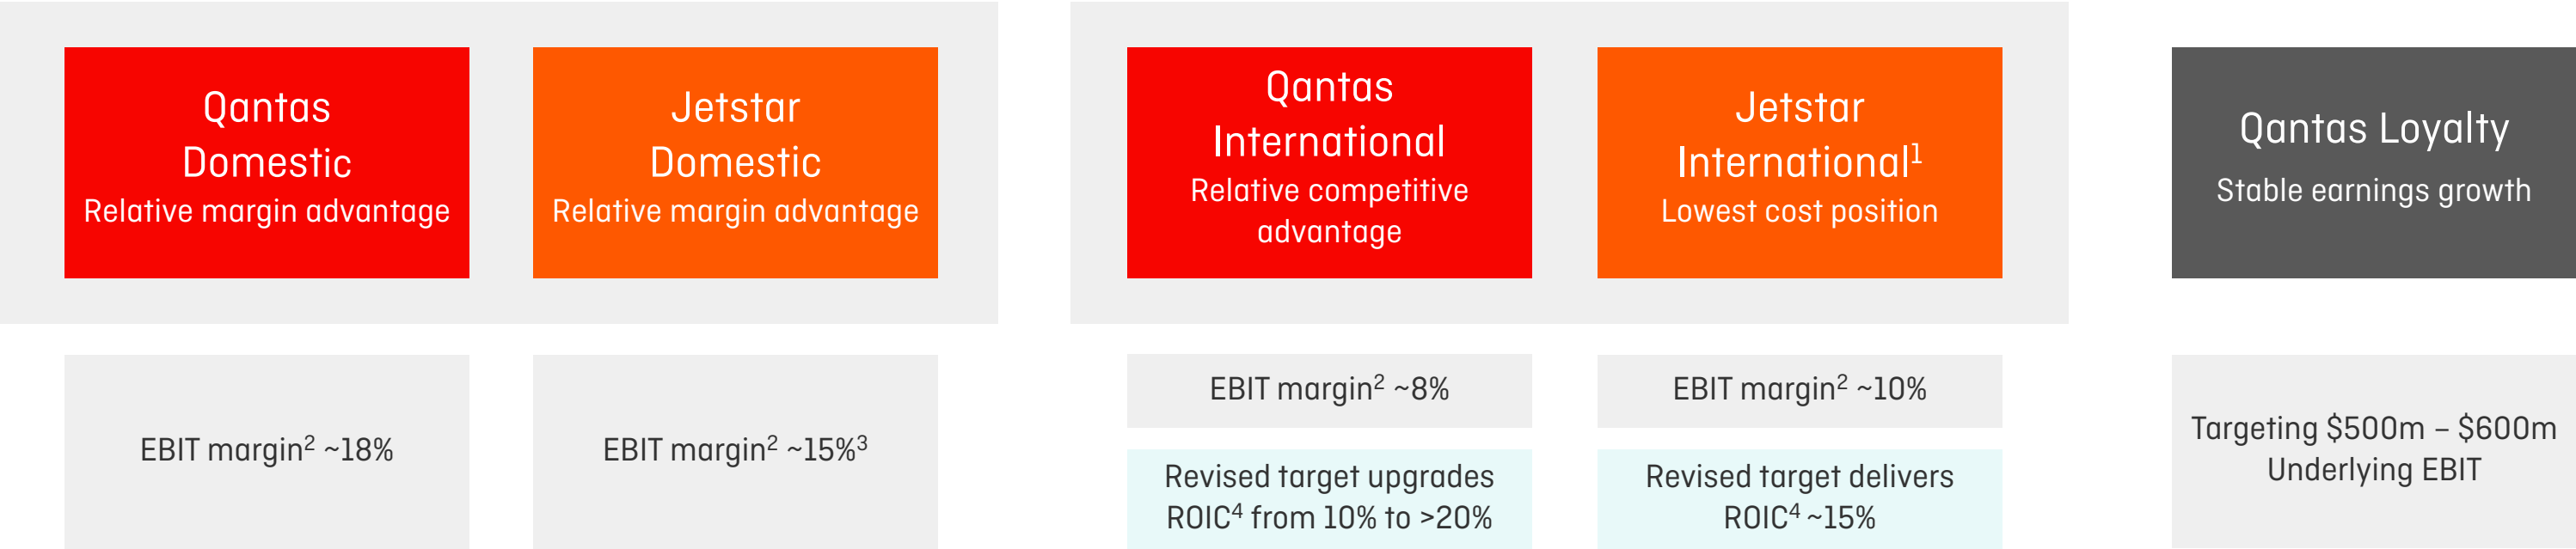 Qantas
Domestic
Relative margin advantage
Jetstar
Domestic
Relative margin advantage
Qantas
International
Relative competitive
advantage
Jetstar
International¹
Lowest cost position
Qantas Loyalty
Stable earnings growth
EBIT margin² ~18%
EBIT margin² ~15%³
EBIT margin² ~8%
Revised target upgrades
ROIC⁴ from 10% to >20%
EBIT margin² ~10%
Revised target delivers
ROIC⁴ ~15%
Targeting $500m – $600m
Underlying EBIT